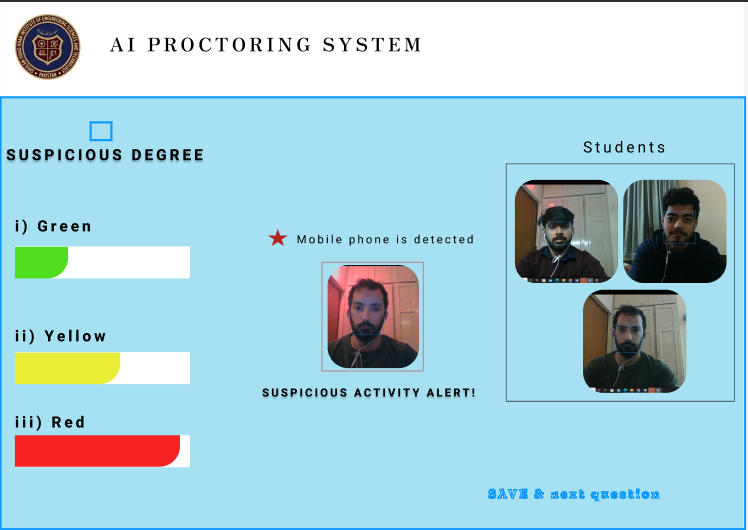 AI PROCTORING SYSTEM
SUSPICIOUS DEGREE
i) Green
ii) Yellow
iii) Red
Mobile phone is detected
SUSPICIOUS ACTIVITY ALERT!
Students
SAVE & next question